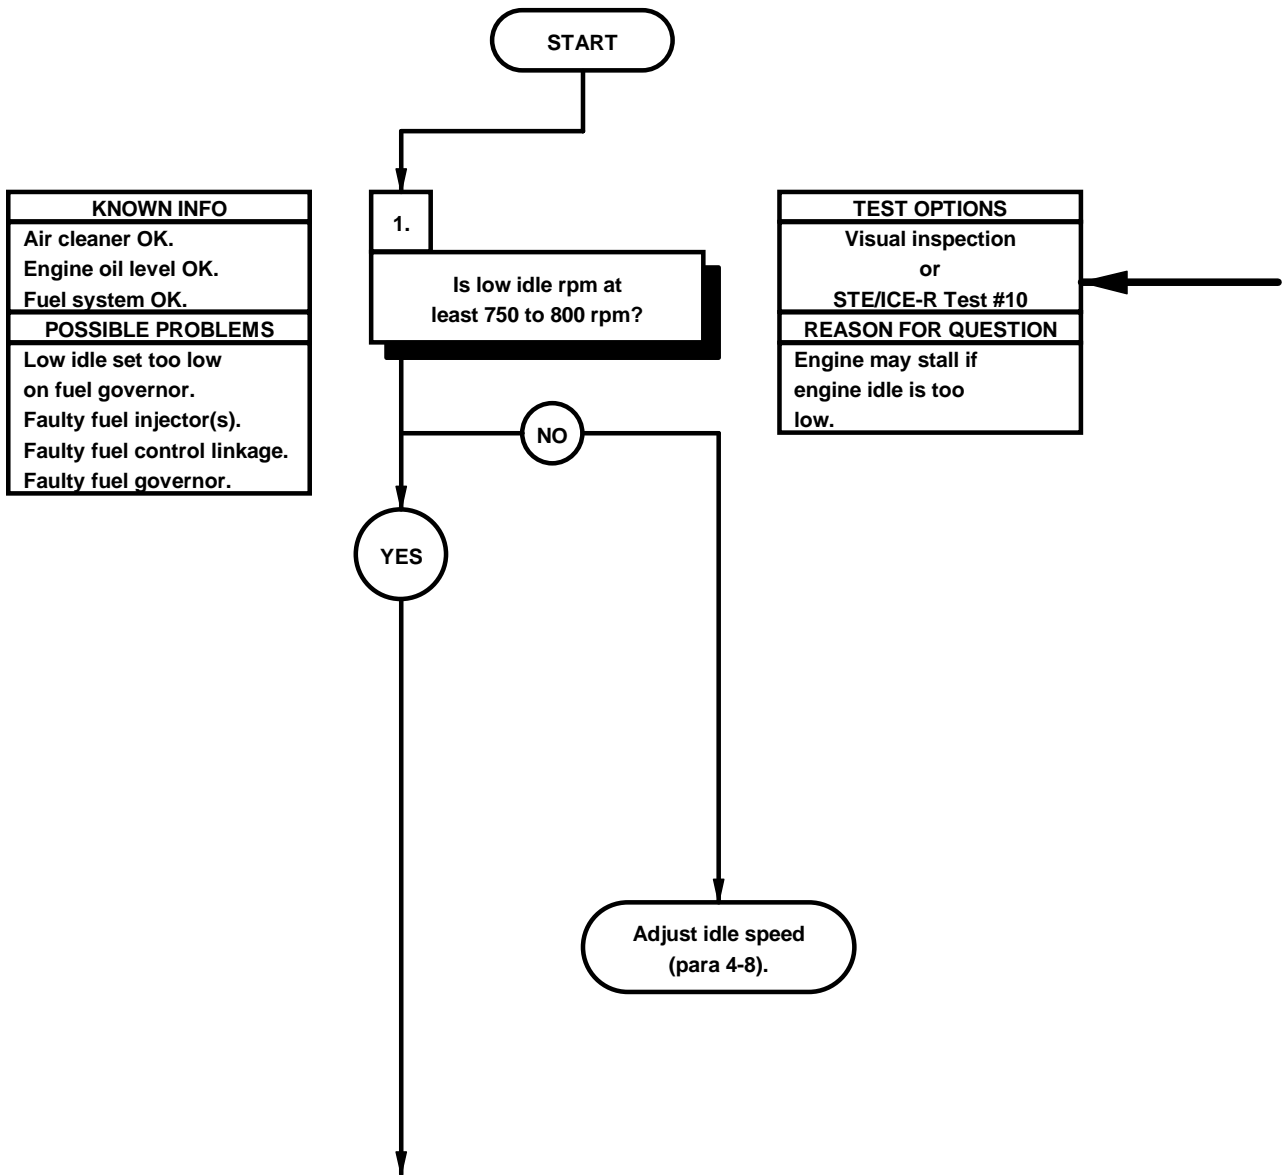 START
KNOWN INFO
Air cleaner OK.
Engine oil level OK.
Fuel system OK.
POSSIBLE PROBLEMS
Low idle set too low
on fuel governor.
Faulty fuel injector(s).
Faulty fuel control linkage.
Faulty fuel governor.
1.
Is low idle rpm at
least 750 to 800 rpm?
TEST OPTIONS
Visual inspection
or
STE/ICE-R Test #10
REASON FOR QUESTION
Engine may stall if
engine idle is too
low.
NO
YES
Adjust idle speed
(para 4-8).